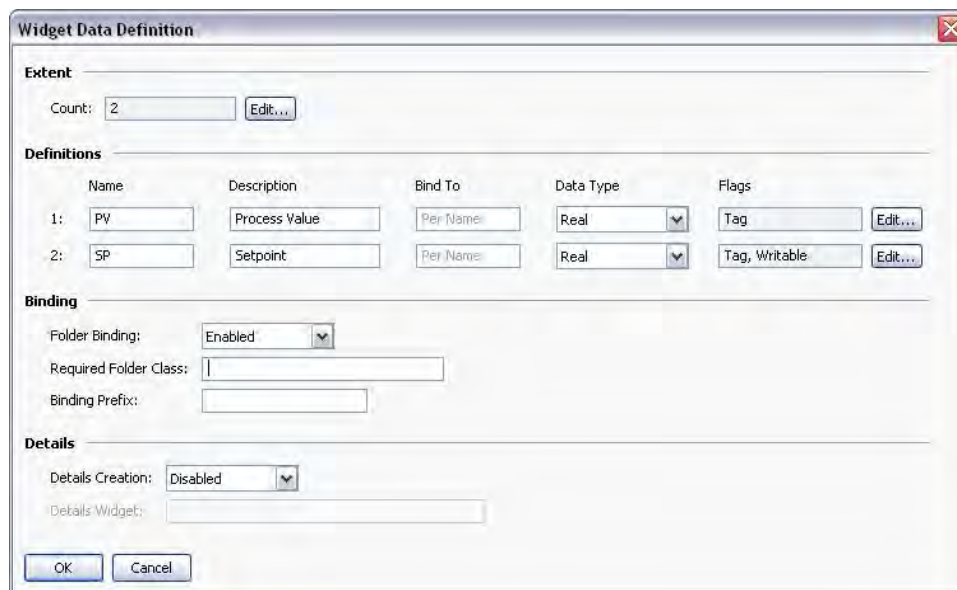 Widget Data Definition
Extent
Count: 2 Edit...
Definitions
Name Description Bind To Data Type Flags
1: PV Process Value Per Name Real Tag Edit...
2: SP Setpoint Per Name Real Tag, Writable Edit...
Binding
Folder Binding: Enabled
Required Folder Class:
Binding Prefix:
Details
Details Creation: Disabled
Details Widget:
OK Cancel